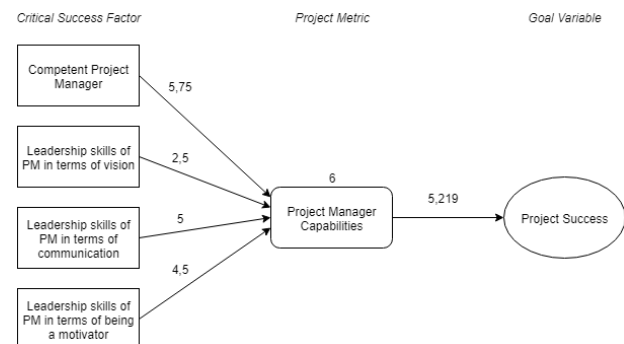 Critical Success Factor
Project Metric
Goal Variable
Competent Project
Manager
5,75
Leadership skills of
PM in terms of vision
2,5
6
Project Manager
Capabilities
5,219
Project Success
Leadership skills of
PM in terms of
communication
5
4,5
Leadership skills of
PM in terms of being
a motivator